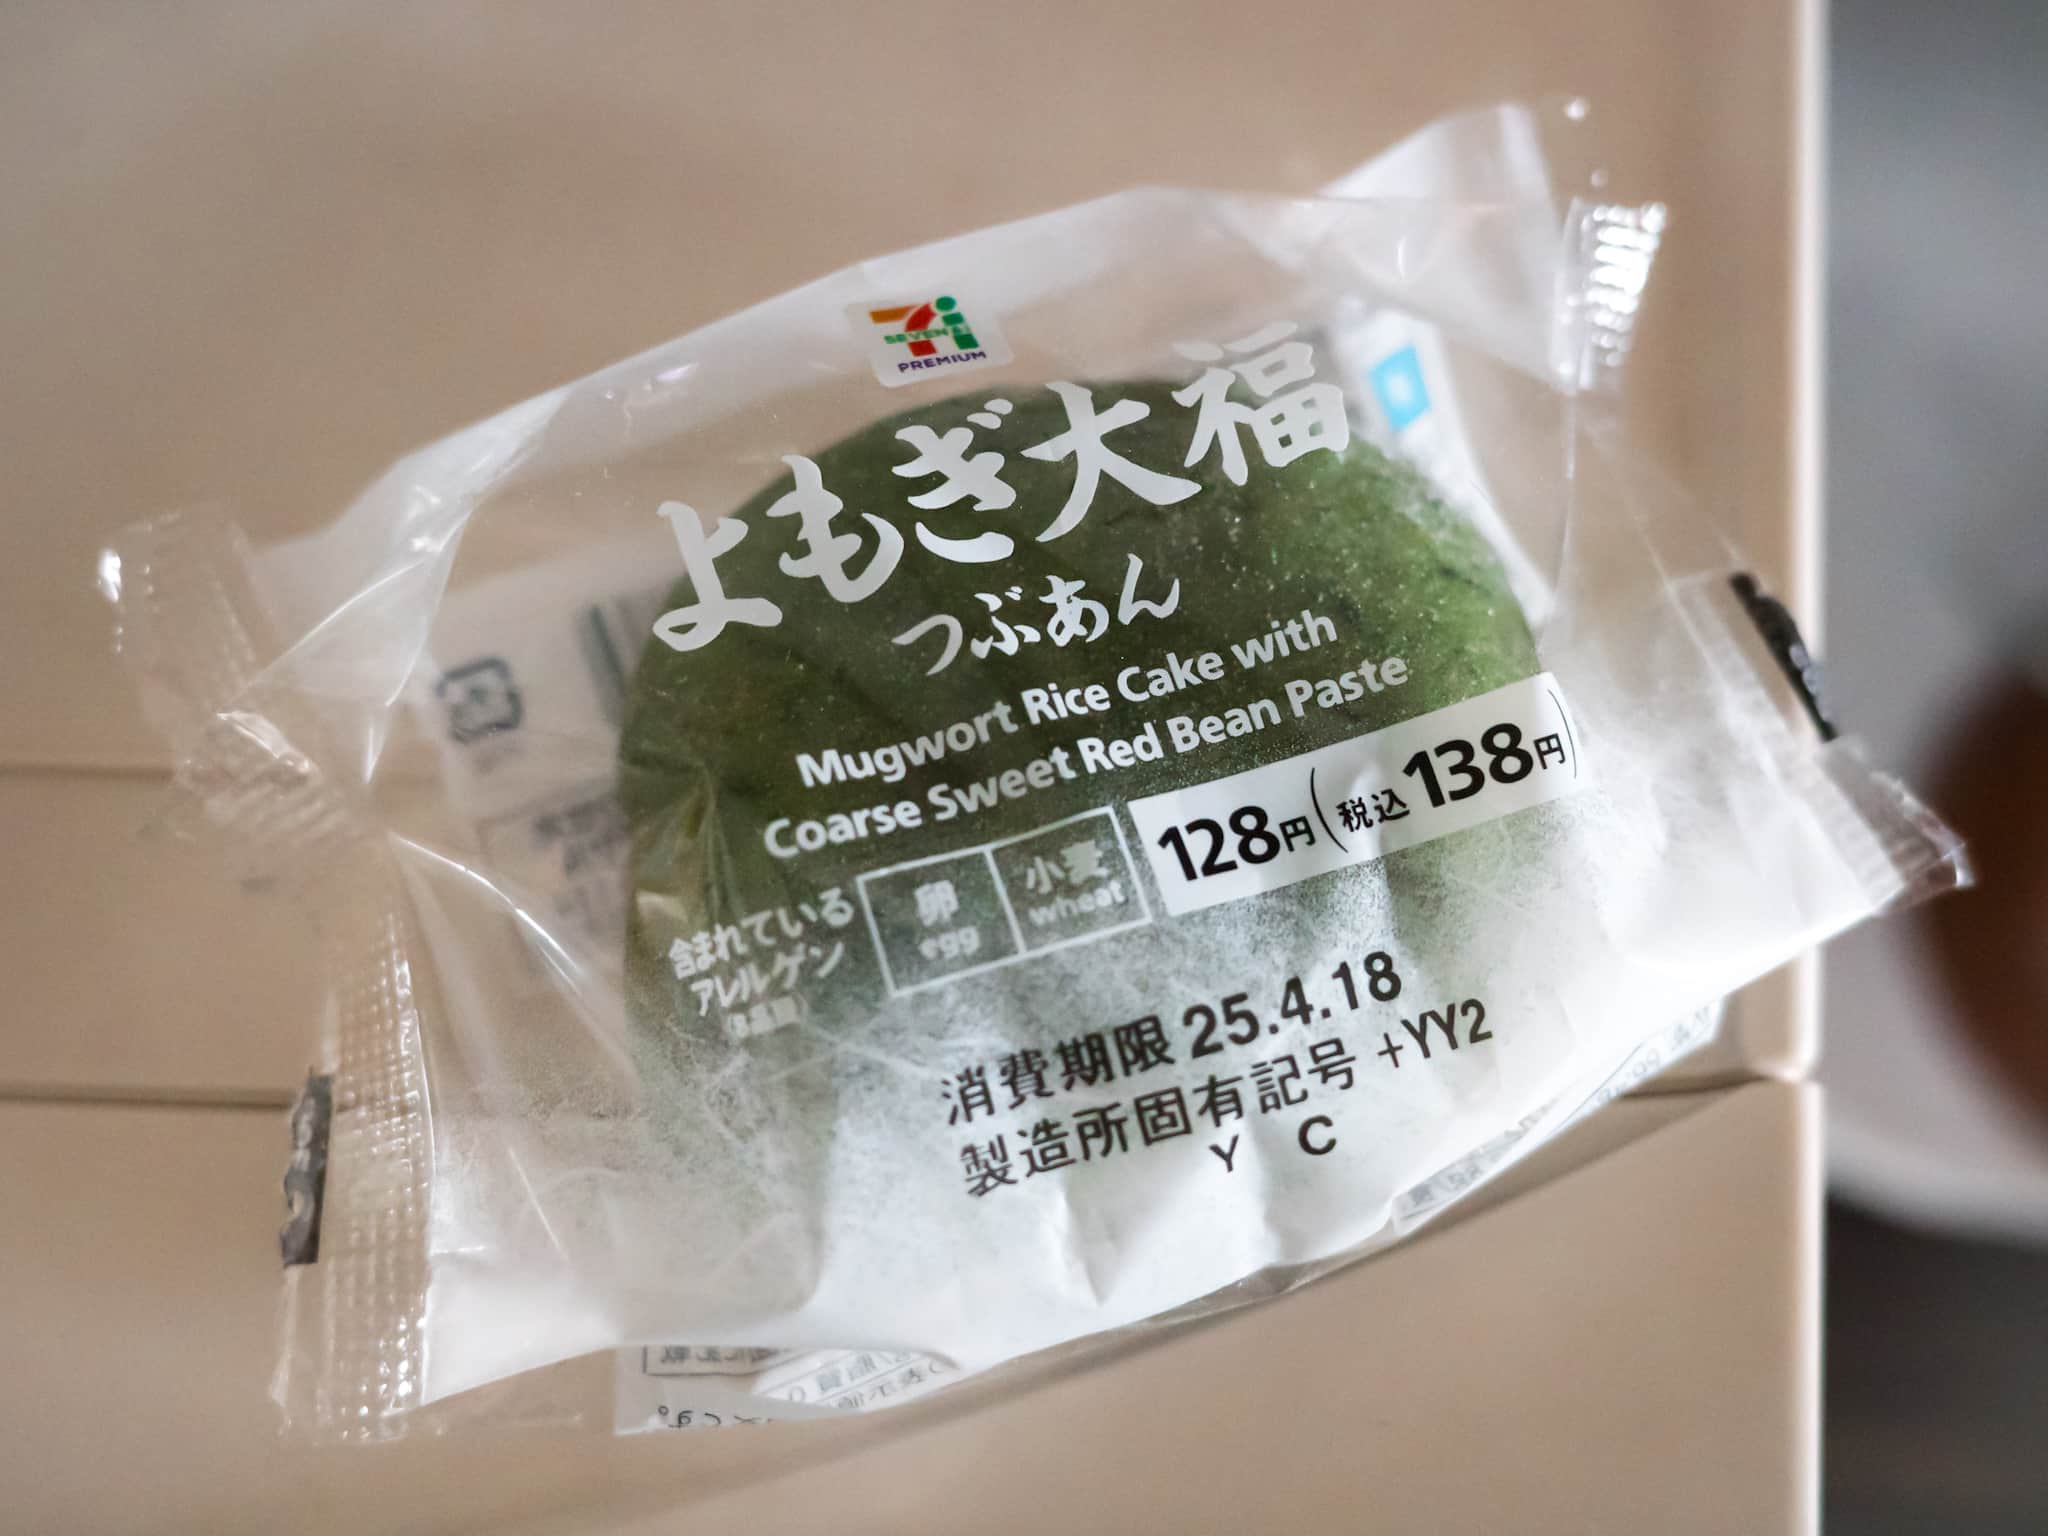 SEVEN&i
PREMIUM
よもぎ大福
つぶあん
Mugwort Rice Cake with
Coarse Sweet Red Bean Paste
128円(税込138円)
含まれている
アレルゲン
(8品目)
卵
egg
小麦
wheat
消費期限 25.4.18
製造所固有記号 +YY2
Y C